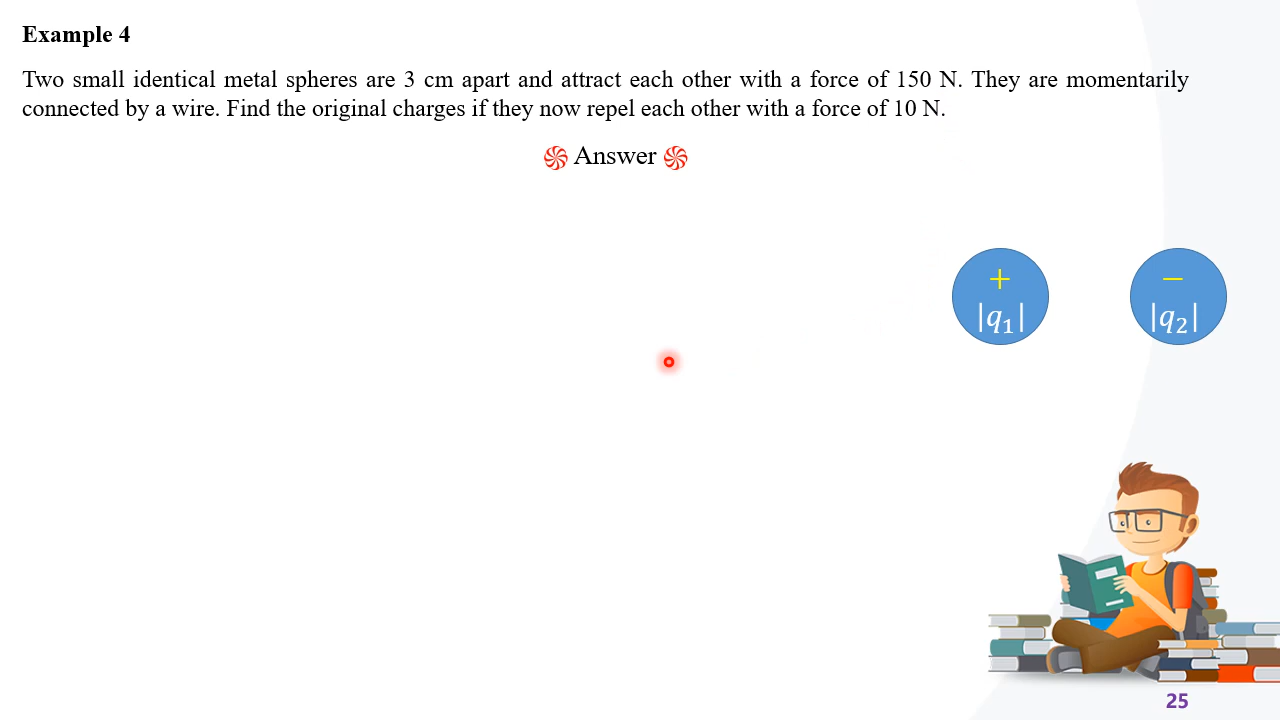 Example 4
Two small identical metal spheres are 3 cm apart and attract each other with a force of 150 N. They are momentarily
connected by a wire. Find the original charges if they now repel each other with a force of 10 N.
Answer
+ −
|q₁| |q₂|
25